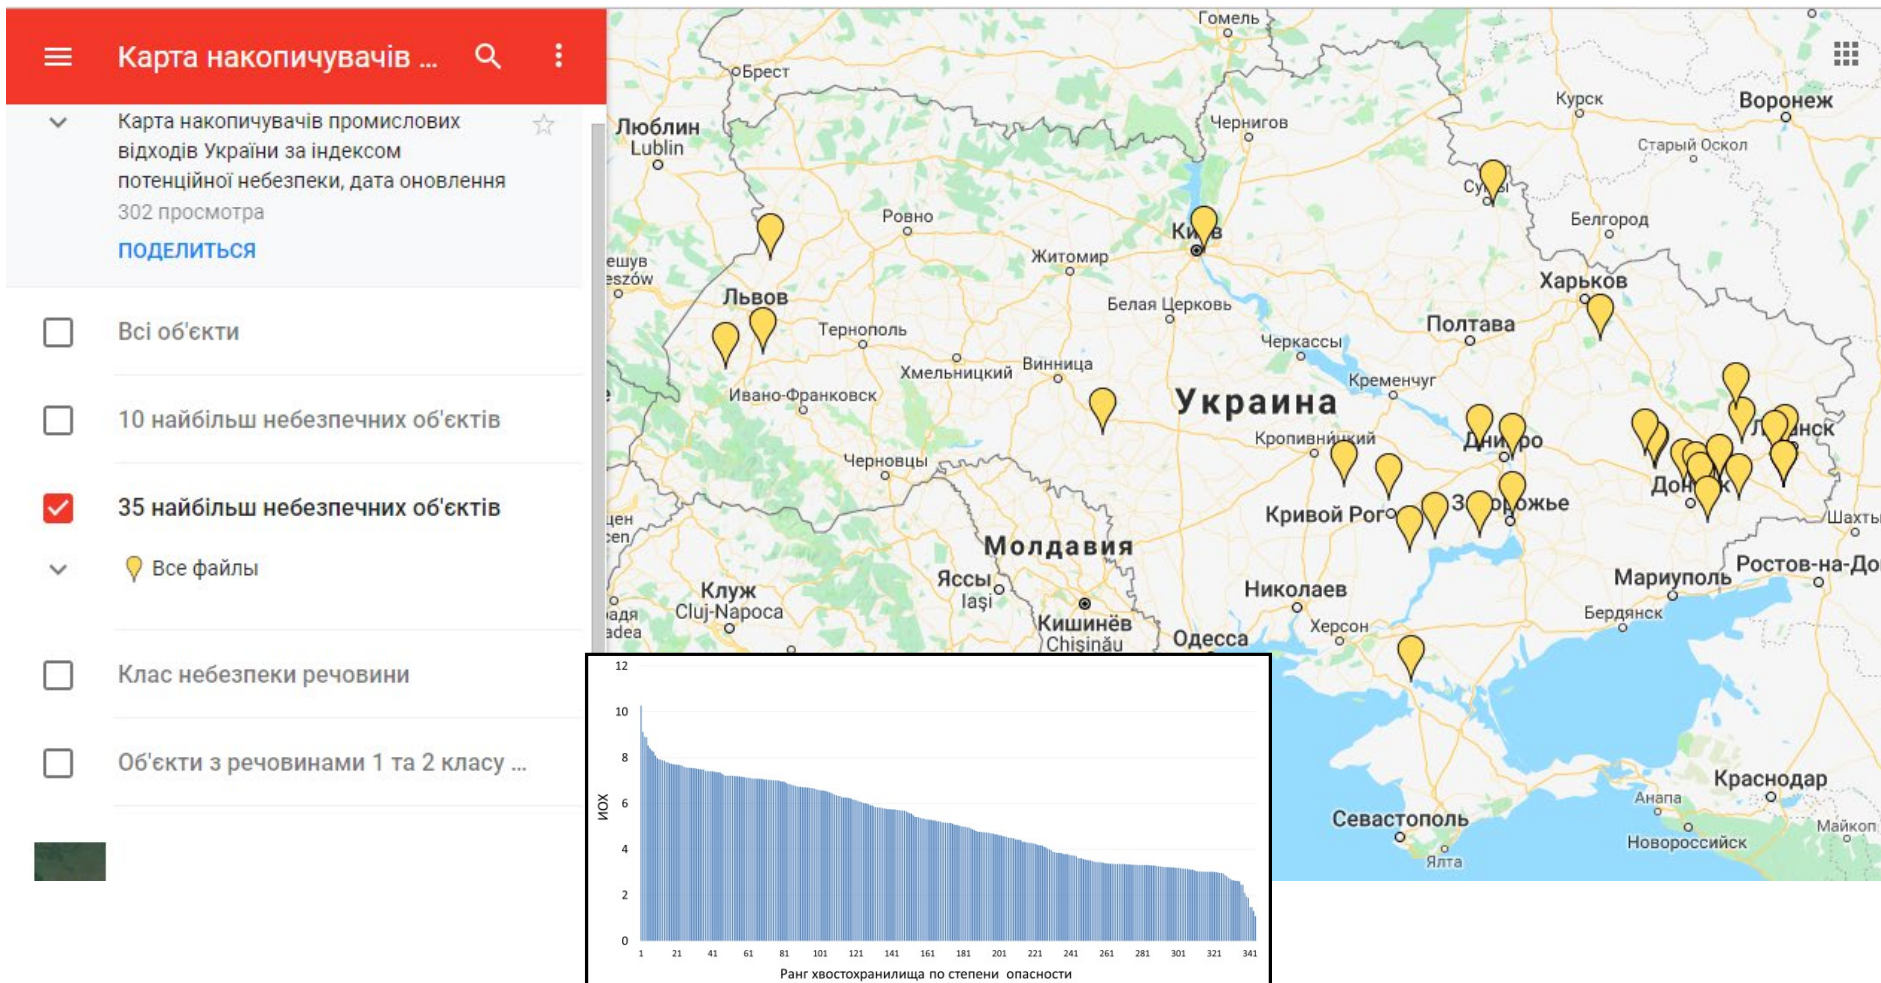 Карта накопичувачів ...
Карта накопичувачів промислових
відходів України за індексом
потенційної небезпеки, дата оновлення
302 просмотра
ПОДЕЛИТЬСЯ
Всі об'єкти
10 найбільш небезпечних об'єктів
35 найбільш небезпечних об'єктів
Все файлы
Клас небезпеки речовини
Об'єкти з речовинами 1 та 2 класу ...
Гомель
Брест
Курск
Воронеж
Люблин
Lublin
Чернигов
Старый Оскол
Ровно
Белгород
Житомир
ешув
eszów
Львов
Харьков
Белая Церковь
Тернополь
Полтава
Черкассы
Хмельницкий
Винница
Кременчуг
Ивано-Франковск
Украина
Кропивницкий
Черновцы
Кривой Рог
Шахты
Молдавия
Мариуполь
Ростов-на-До
Яссы
Iaşi
Клуж
Cluj-Napoca
Николаев
Бердянск
Кишинёв
Chişinău
Херсон
Одесса
Краснодар
Анапа
Севастополь
Новороссийск
Майкоп
Ялта
12
10
8
6
4
2
0
ИОХ
1 21 41 61 81 101 121 141 161 181 201 221 241 261 281 301 321 341
Ранг хвостохранилища по степени опасности